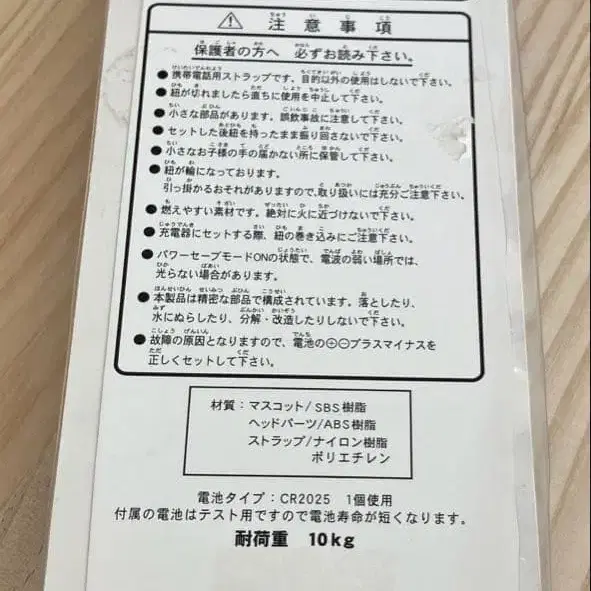 ⚠ 注意事項
保護者の方へ 必ずお読み下さい。
●携帯電話用ストラップです、目的以外の使用はしないで下さい。
●紐が切れましたら直ちに使用を中止して下さい。
●小さな部品があります。誤飲事故に注意して下さい。
●セットした後紐を持ったまま振り回さないで下さい。
●小さなお子様の手の届かない所に保管して下さい。
●紐が輪になっております。
引っ掛かるおそれがありますので、取り扱いには充分ご注意下さい。
●燃えやすい素材です。絶対に火に近づけないで下さい。
●充電器にセットする際、紐の巻き込みにご注意下さい。
●パワーセーブモードONの状態で、電波の弱い場所では、
光らない場合があります。
●本製品は精密な部品で構成されています。落としたり、
水にぬらしたり、分解・改造したりしないで下さい。
●故障の原因となりますので、電池の⊕⊖プラスマイナスを
正しくセットして下さい。
材質：マスコット/SBS樹脂
ヘッドパーツ/ABS樹脂
ストラップ/ナイロン樹脂
ポリエチレン
電池タイプ：CR2025 1個使用
付属の電池はテスト用ですので電池寿命が短くなります。
耐荷重 10kg